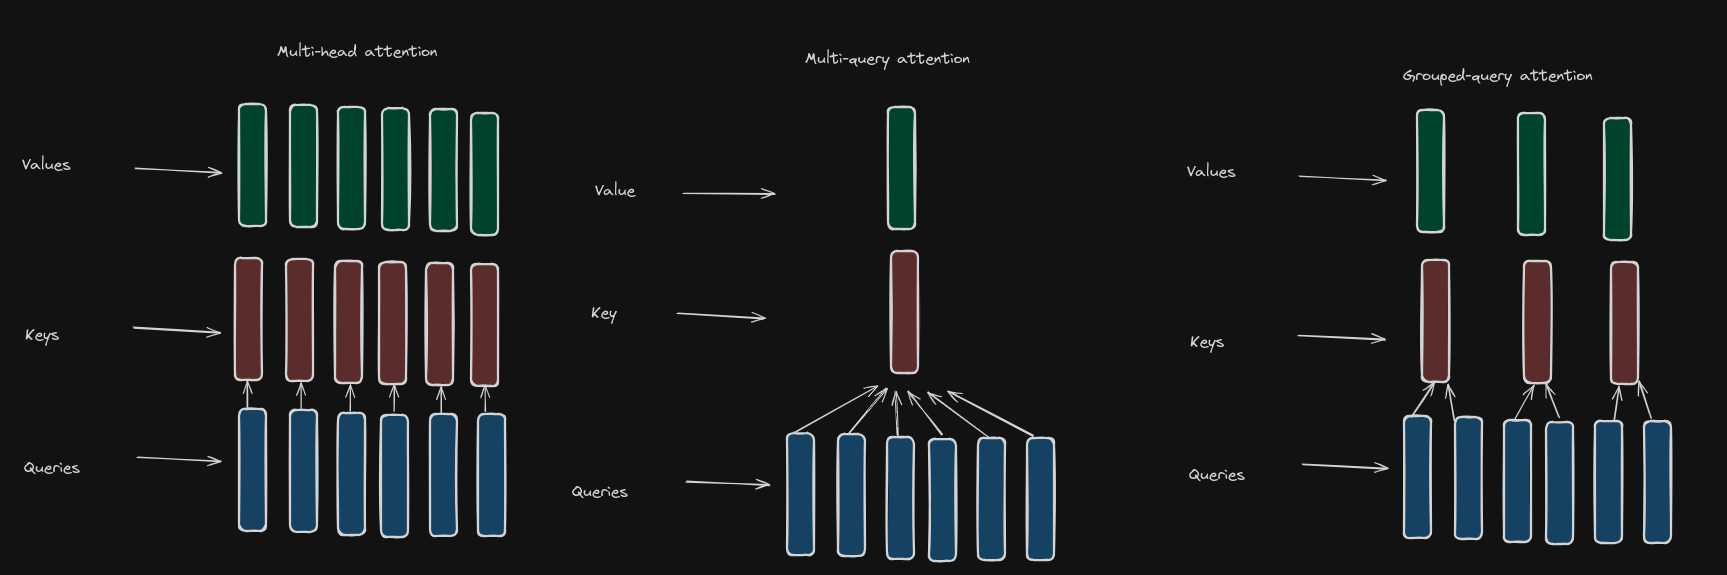 Multi-head attention
Values
Keys
Queries
Multi-query attention
Value
Key
Queries
Grouped-query attention
Values
Keys
Queries